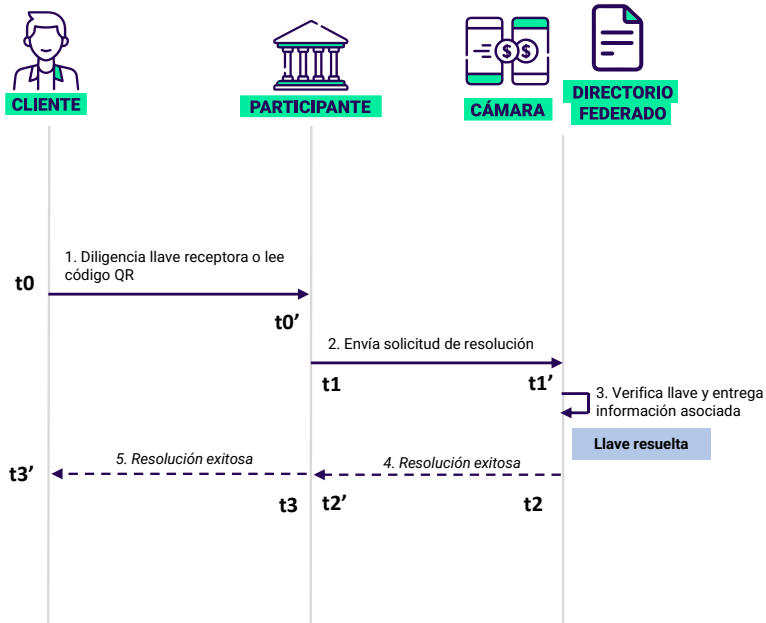 CLIENTE
PARTICIPANTE
CÁMARA
DIRECTORIO
FEDERADO
$ $
1. Diligencia llave receptora o lee
código QR
t0
t0’
2. Envía solicitud de resolución
t1
t1’
3. Verifica llave y entrega
información asociada
Llave resuelta
5. Resolución exitosa
4. Resolución exitosa
t3’
t3
t2’
t2